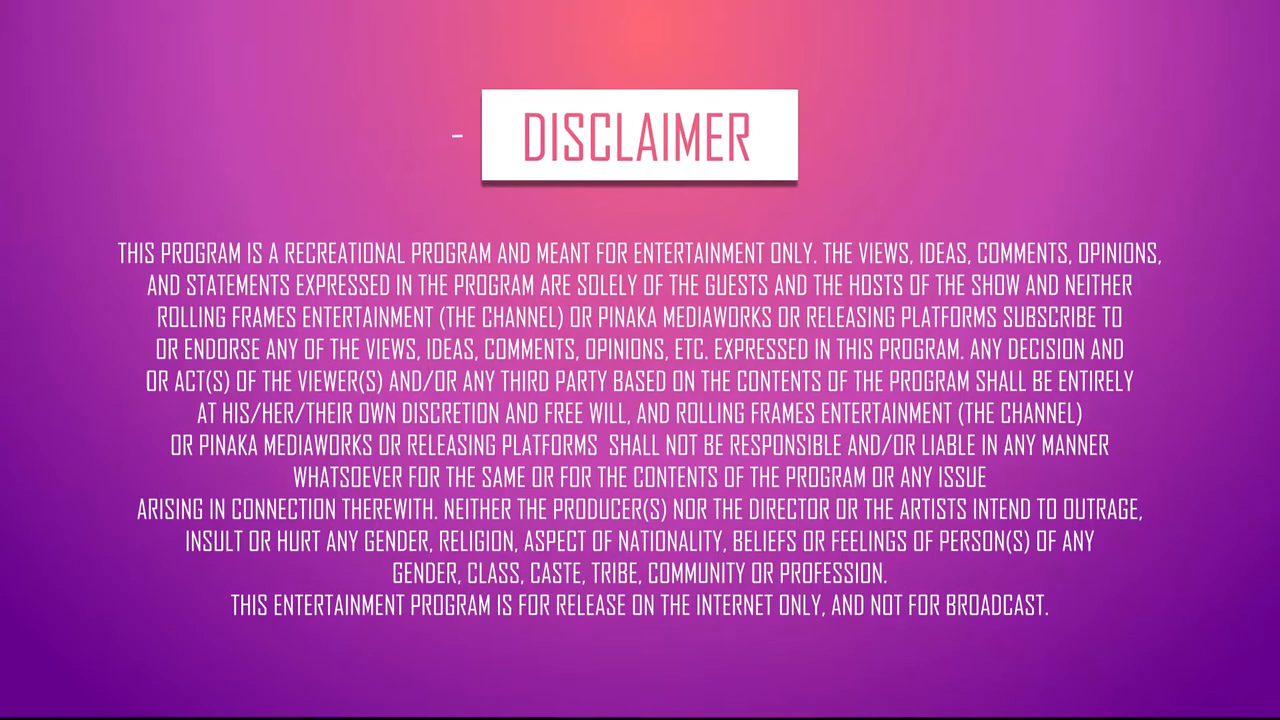 - DISCLAIMER
THIS PROGRAM IS A RECREATIONAL PROGRAM AND MEANT FOR ENTERTAINMENT ONLY. THE VIEWS, IDEAS, COMMENTS, OPINIONS,
AND STATEMENTS EXPRESSED IN THE PROGRAM ARE SOLELY OF THE GUESTS AND THE HOSTS OF THE SHOW AND NEITHER
ROLLING FRAMES ENTERTAINMENT (THE CHANNEL) OR PINAKA MEDIAWORKS OR RELEASING PLATFORMS SUBSCRIBE TO
OR ENDORSE ANY OF THE VIEWS, IDEAS, COMMENTS, OPINIONS, ETC. EXPRESSED IN THIS PROGRAM. ANY DECISION AND
OR ACT(S) OF THE VIEWER(S) AND/OR ANY THIRD PARTY BASED ON THE CONTENTS OF THE PROGRAM SHALL BE ENTIRELY
AT HIS/HER/THEIR OWN DISCRETION AND FREE WILL, AND ROLLING FRAMES ENTERTAINMENT (THE CHANNEL)
OR PINAKA MEDIAWORKS OR RELEASING PLATFORMS SHALL NOT BE RESPONSIBLE AND/OR LIABLE IN ANY MANNER
WHATSOEVER FOR THE SAME OR FOR THE CONTENTS OF THE PROGRAM OR ANY ISSUE
ARISING IN CONNECTION THEREWITH. NEITHER THE PRODUCER(S) NOR THE DIRECTOR OR THE ARTISTS INTEND TO OUTRAGE,
INSULT OR HURT ANY GENDER, RELIGION, ASPECT OF NATIONALITY, BELIEFS OR FEELINGS OF PERSON(S) OF ANY
GENDER, CLASS, CASTE, TRIBE, COMMUNITY OR PROFESSION.
THIS ENTERTAINMENT PROGRAM IS FOR RELEASE ON THE INTERNET ONLY, AND NOT FOR BROADCAST.